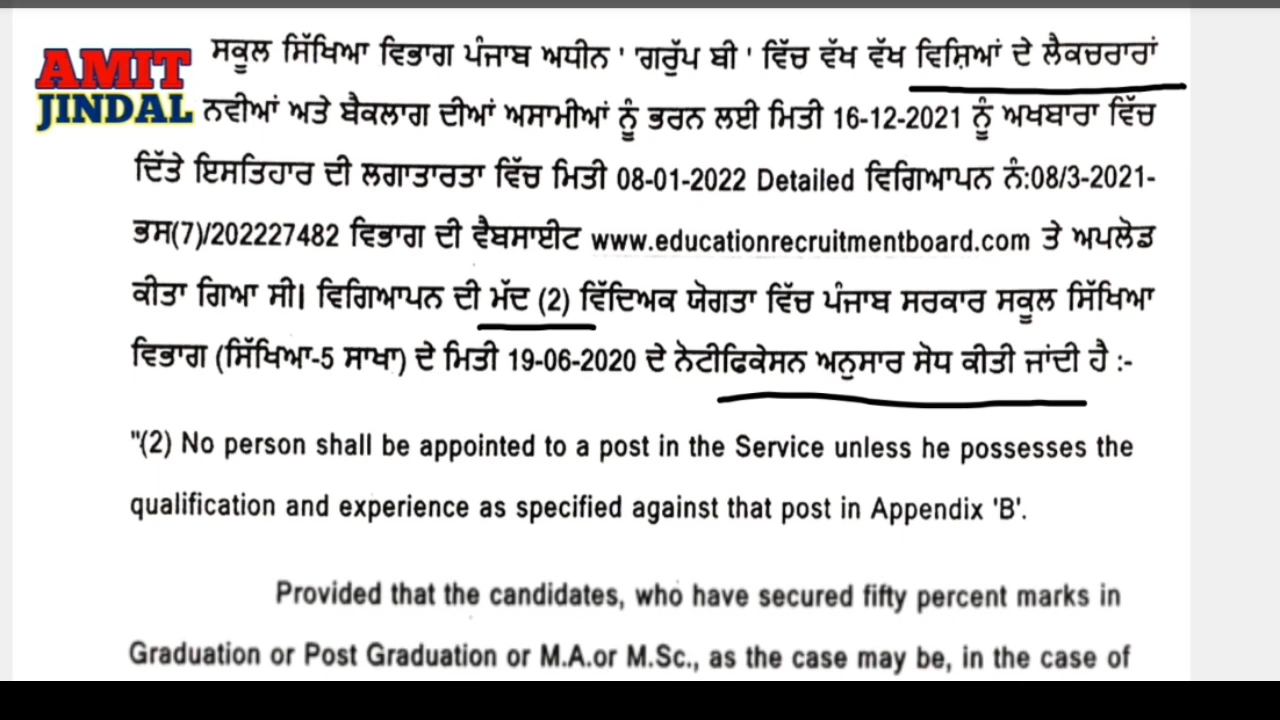 AMIT
JINDAL
ਸਕੂਲ ਸਿੱਖਿਆ ਵਿਭਾਗ ਪੰਜਾਬ ਅਧੀਨ ' 'ਗਰੁੱਪ ਬੀ ' ਵਿੱਚ ਵੱਖ ਵੱਖ ਵਿਸ਼ਿਆਂ ਦੇ ਲੈਕਚਰਾਰਾਂ
ਨਵੀਆਂ ਅਤੇ ਬੈਕਲਾਗ ਦੀਆਂ ਅਸਾਮੀਆਂ ਨੂੰ ਭਰਨ ਲਈ ਮਿਤੀ 16-12-2021 ਨੂੰ ਅਖਬਾਰਾ ਵਿੱਚ
ਦਿੱਤੇ ਇਸਤਿਹਾਰ ਦੀ ਲਗਾਤਾਰਤਾ ਵਿੱਚ ਮਿਤੀ 08-01-2022 Detailed ਵਿਗਿਆਪਨ ਨੰ:08/3-2021-
ਭਸ(7)/202227482 ਵਿਭਾਗ ਦੀ ਵੈਬਸਾਈਟ www.educationrecruitmentboard.com ਤੇ ਅਪਲੋਡ
ਕੀਤਾ ਗਿਆ ਸੀ। ਵਿਗਿਆਪਨ ਦੀ ਮੱਦ (2) ਵਿੱਦਿਅਕ ਯੋਗਤਾ ਵਿੱਚ ਪੰਜਾਬ ਸਰਕਾਰ ਸਕੂਲ ਸਿੱਖਿਆ
ਵਿਭਾਗ (ਸਿੱਖਿਆ-5 ਸਾਖਾ) ਦੇ ਮਿਤੀ 19-06-2020 ਦੇ ਨੋਟੀਫਿਕੇਸਨ ਅਨੁਸਾਰ ਸੋਧ ਕੀਤੀ ਜਾਂਦੀ ਹੈ :-
"(2) No person shall be appointed to a post in the Service unless he possesses the
qualification and experience as specified against that post in Appendix 'B'.
Provided that the candidates, who have secured fifty percent marks in
Graduation or Post Graduation or M.A.or M.Sc., as the case may be, in the case of